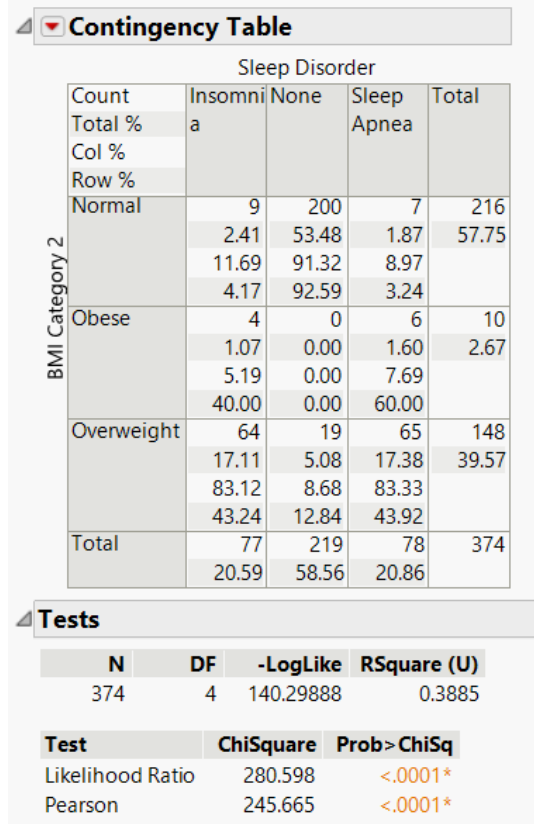 Contingency Table
Sleep Disorder
Count Insomni None Sleep Total
Total % a Apnea
Col %
Row %
BMI Category 2
Normal 9 200 7 216
2.41 53.48 1.87 57.75
11.69 91.32 8.97
4.17 92.59 3.24
Obese 4 0 6 10
1.07 0.00 1.60 2.67
5.19 0.00 7.69
40.00 0.00 60.00
Overweight 64 19 65 148
17.11 5.08 17.38 39.57
83.12 8.68 83.33
43.24 12.84 43.92
Total 77 219 78 374
20.59 58.56 20.86
Tests
N DF -LogLike RSquare (U)
374 4 140.29888 0.3885
Test ChiSquare Prob>ChiSq
Likelihood Ratio 280.598 <.0001*
Pearson 245.665 <.0001*